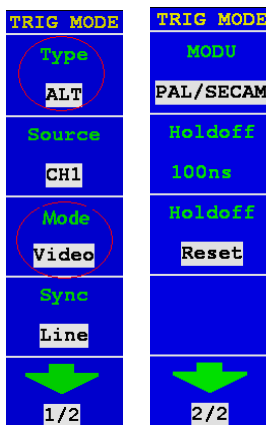 TRIG MODE
Type
ALT
Source
CH1
Mode
Video
Sync
Line
1/2
TRIG MODE
MODU
PAL/SECAM
Holdoff
100ns
Holdoff
Reset
2/2